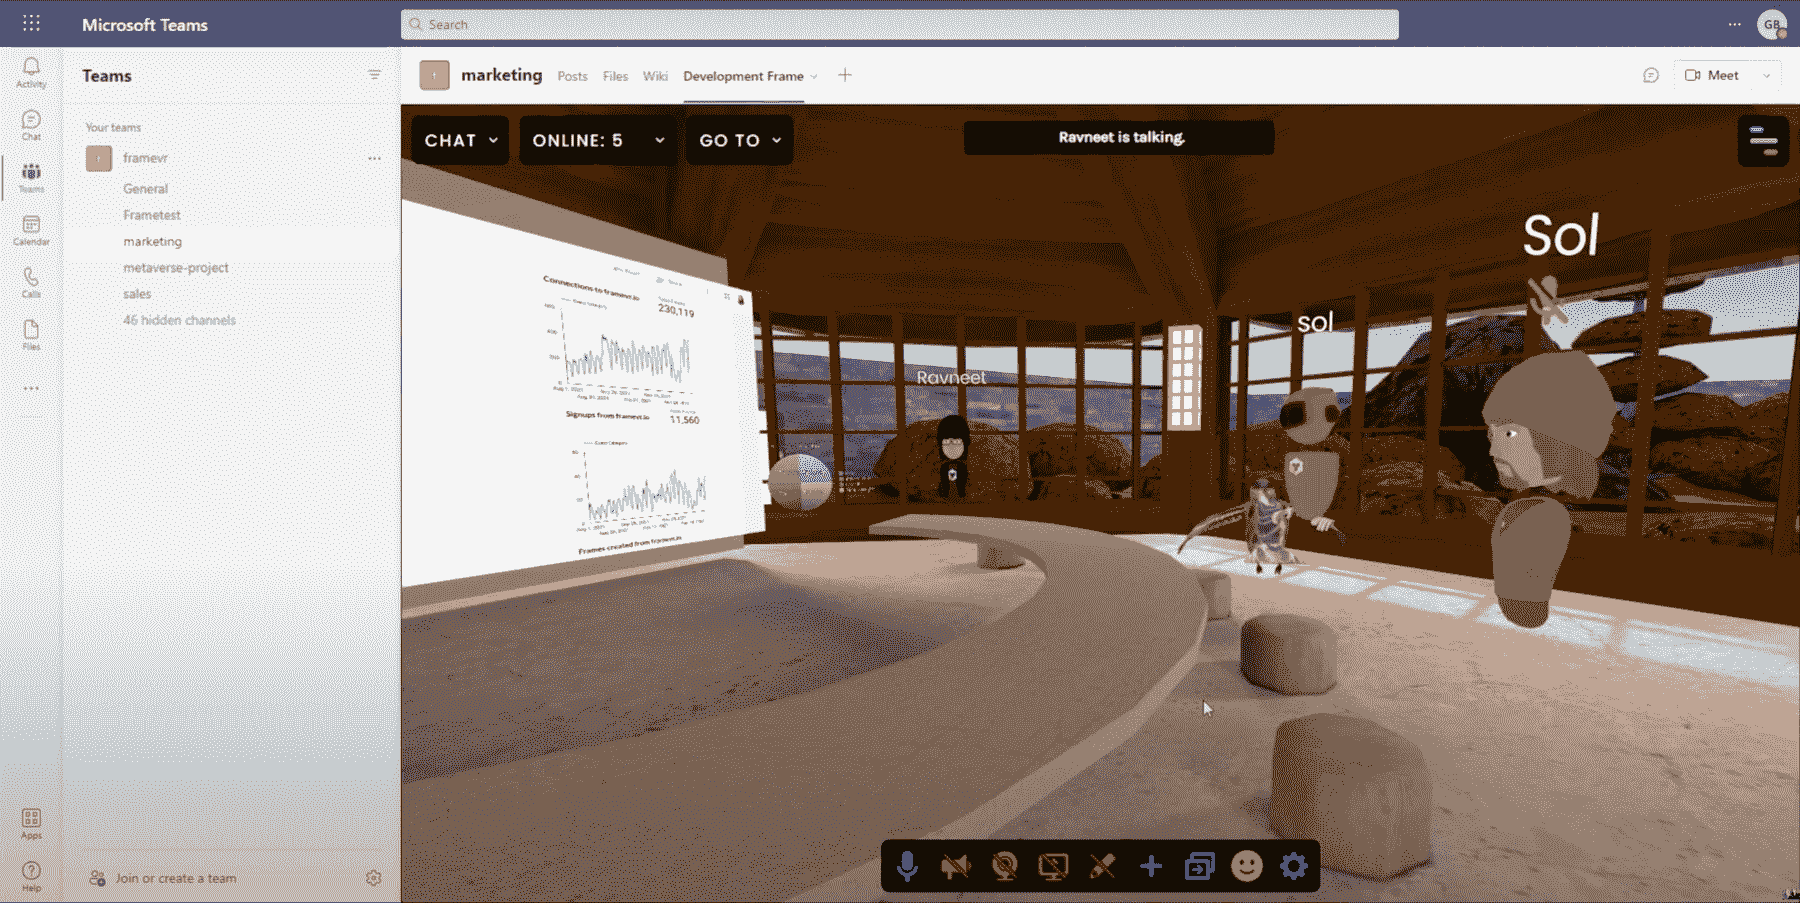 Microsoft Teams
Search
GB
Activity
Chat
Teams
Calendar
Calls
Files
Apps
Help
Teams
Your teams
framevr
General
Frametest
marketing
metaverse-project
sales
46 hidden channels
Join or create a team
marketing
Posts
Files
Wiki
Development Frame
Meet
CHAT
ONLINE: 5
GO TO
Ravneet is talking.
Connections to framevr.io
230,119
Signups from framevr.io
11,560
Frames created from framevr.io
Ravneet
sol
Sol